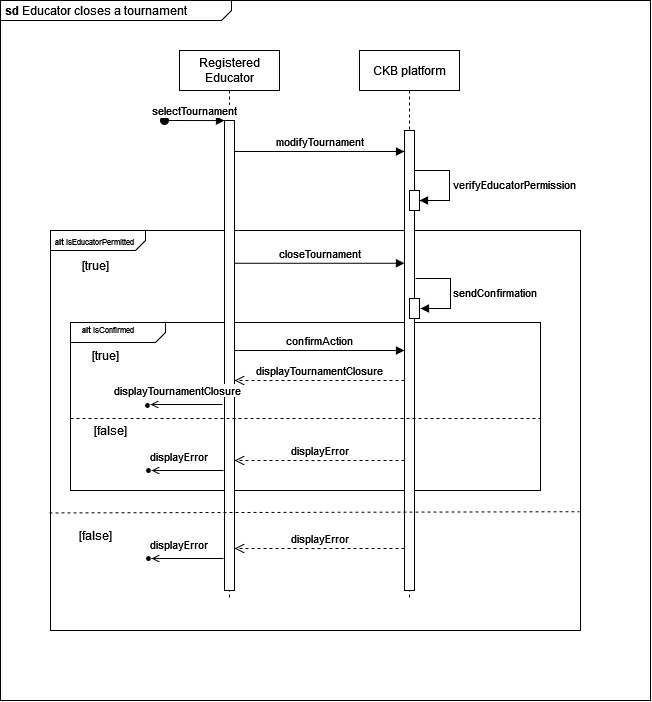 sd Educator closes a tournament
Registered
Educator
CKB platform
selectTournament
modifyTournament
verifyEducatorPermission
alt IsEducatorPermitted
[true]
closeTournament
sendConfirmation
alt IsConfirmed
[true]
confirmAction
displayTournamentClosure
displayTournamentClosure
[false]
displayError
displayError
[false]
displayError
displayError